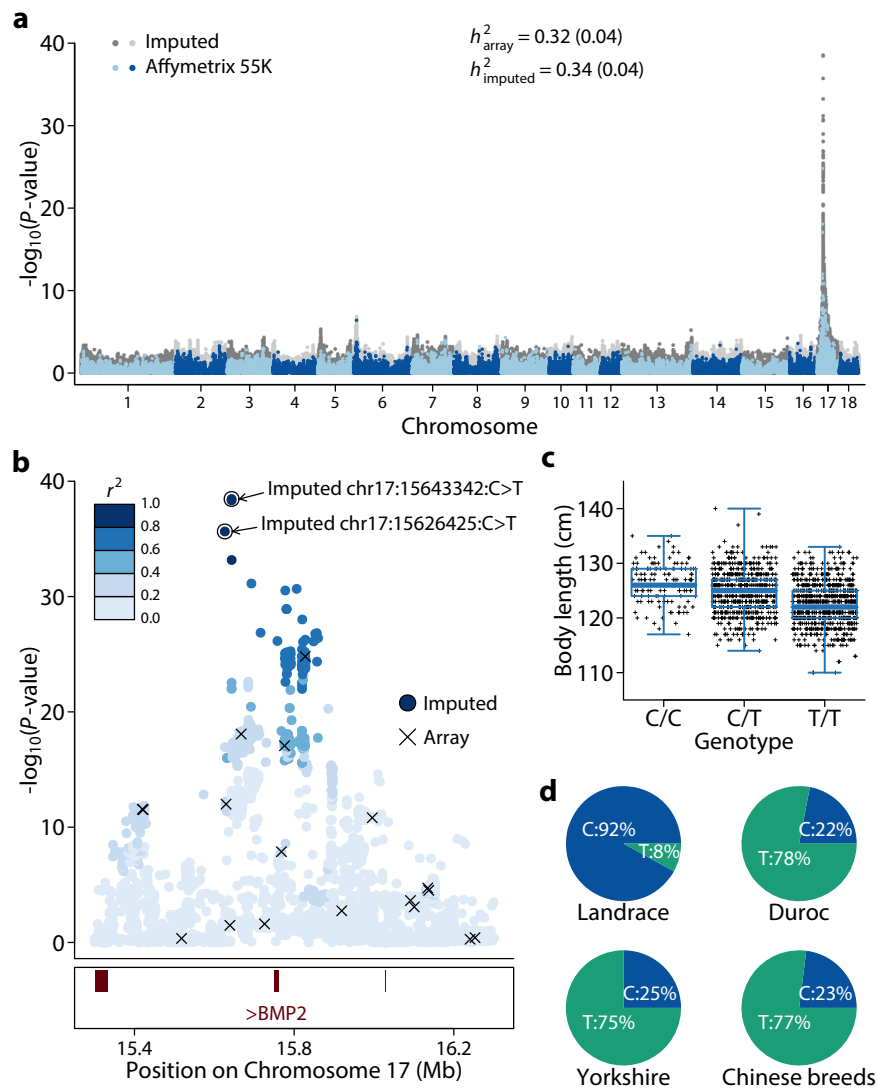 a
40
30
20
10
0
-log10(P-value)
Imputed
Affymetrix 55K
h²array = 0.32 (0.04)
h²imputed = 0.34 (0.04)
1 2 3 4 5 6 7 8 9 10 11 12 13 14 15 16 17 18
Chromosome
b
40
30
20
10
0
-log10(P-value)
r²
1.0
0.8
0.6
0.4
0.2
0.0
Imputed chr17:15643342:C>T
Imputed chr17:15626425:C>T
Imputed
Array
>BMP2
15.4 15.8 16.2
Position on Chromosome 17 (Mb)
c
140
130
120
110
Body length (cm)
C/C C/T T/T
Genotype
d
C:92%
T:8%
Landrace
C:22%
T:78%
Duroc
C:25%
T:75%
Yorkshire
C:23%
T:77%
Chinese breeds